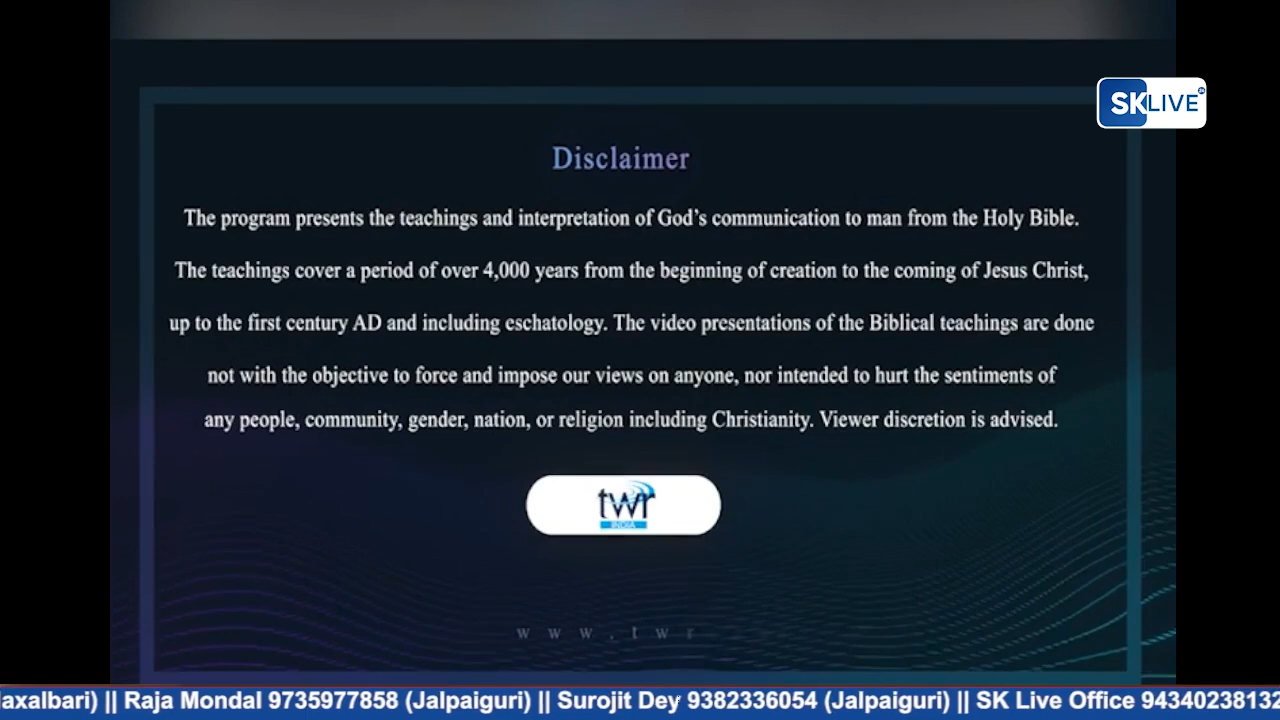 SKLIVE 24
Disclaimer
The program presents the teachings and interpretation of God's communication to man from the Holy Bible.
The teachings cover a period of over 4,000 years from the beginning of creation to the coming of Jesus Christ,
up to the first century AD and including eschatology. The video presentations of the Biblical teachings are done
not with the objective to force and impose our views on anyone, nor intended to hurt the sentiments of
any people, community, gender, nation, or religion including Christianity. Viewer discretion is advised.
twr
INDIA
www.twr
laxalbari) || Raja Mondal 9735977858 (Jalpaiguri) || Surojit Dey 9382336054 (Jalpaiguri) || SK Live Office 9434023813